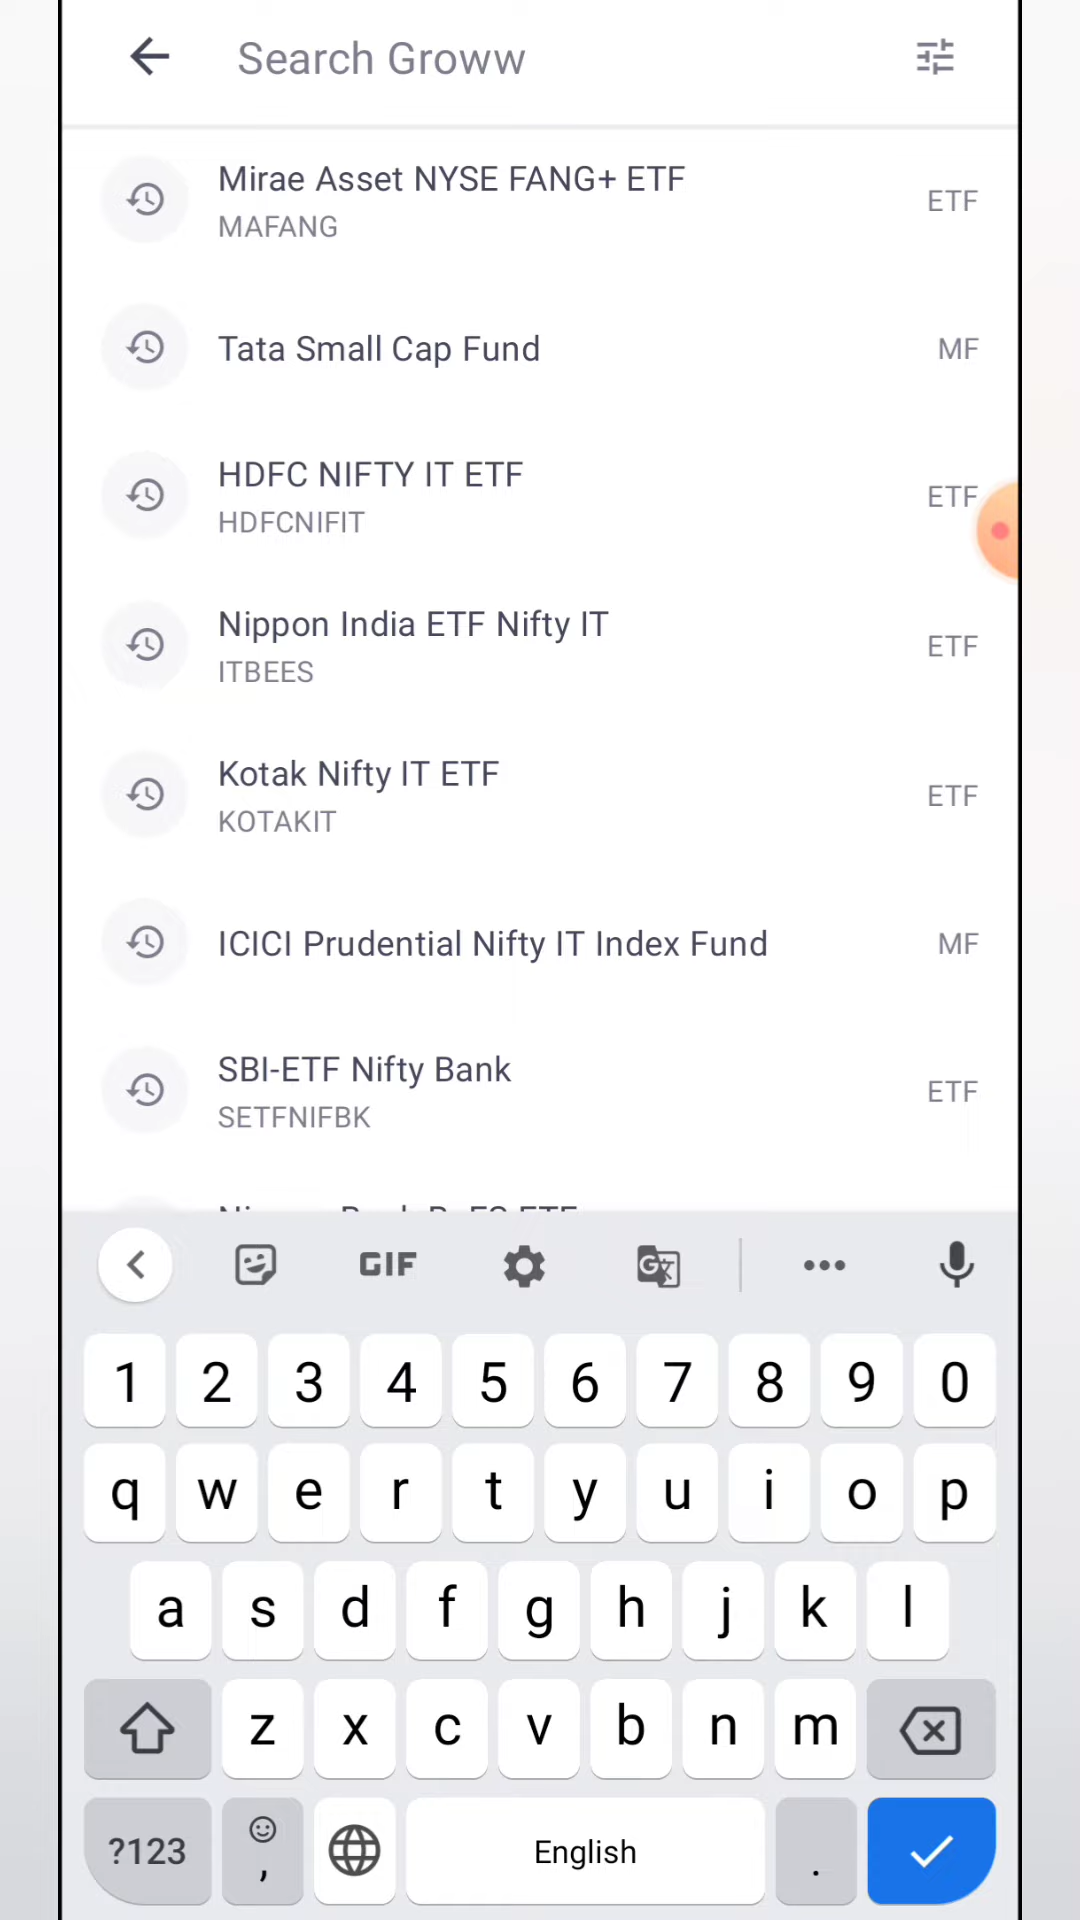 Search Groww
Mirae Asset NYSE FANG+ ETF
MAFANG
ETF
Tata Small Cap Fund
MF
HDFC NIFTY IT ETF
HDFCNIFIT
ETF
Nippon India ETF Nifty IT
ITBEES
ETF
Kotak Nifty IT ETF
KOTAKIT
ETF
ICICI Prudential Nifty IT Index Fund
MF
SBI-ETF Nifty Bank
SETFNIFBK
ETF
GIF
1 2 3 4 5 6 7 8 9 0
q w e r t y u i o p
a s d f g h j k l
z x c v b n m
?123 , English .